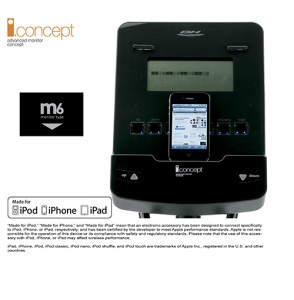 i.concept
advanced monitor
concept
BH
m6
monitor type
i.concept
Made for
iPod iPhone iPad
"Made for iPod," "Made for iPhone," and "Made for iPad" mean that an electronic accessory has been designed to connect specifically
to iPod, iPhone, or iPad, respectively, and has been certified by the developer to meet Apple performance standards. Apple is not res-
ponsible for the operation of this device or its compliance with safety and regulatory standards. Please note that the use of this acces-
sory with iPod, iPhone, or iPad may affect wireless performance.
iPad, iPhone, iPod, iPod classic, iPod nano, iPod shuffle, and iPod touch are trademarks of Apple Inc., registered in the U.S. and other
countries.